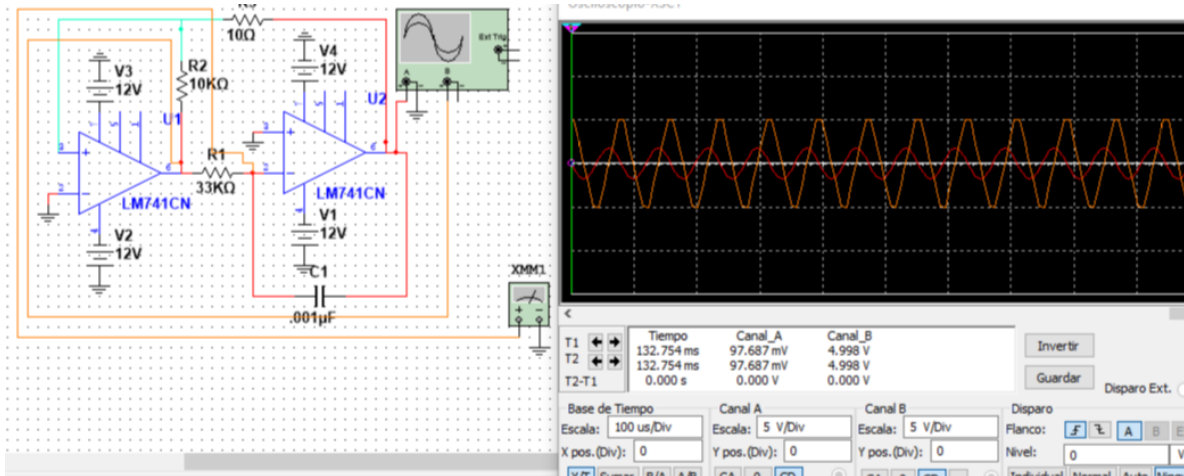 10Ω
Ext Trig
A
B
V3
12V
R2
10KΩ
V4
12V
U1
U2
R1
33KΩ
LM741CN
LM741CN
V2
12V
V1
12V
C1
.001µF
XMM1
T1
T2
T2-T1
Tiempo Canal_A Canal_B
132.754 ms 97.687 mV 4.998 V
132.754 ms 97.687 mV 4.998 V
0.000 s 0.000 V 0.000 V
Invertir
Guardar
Disparo Ext.
Base de Tiempo
Escala: 100 us/Div
X pos.(Div): 0
Canal A
Escala: 5 V/Div
Y pos.(Div): 0
Canal B
Escala: 5 V/Div
Y pos.(Div): 0
Disparo
Flanco: A B
Nivel: 0 V